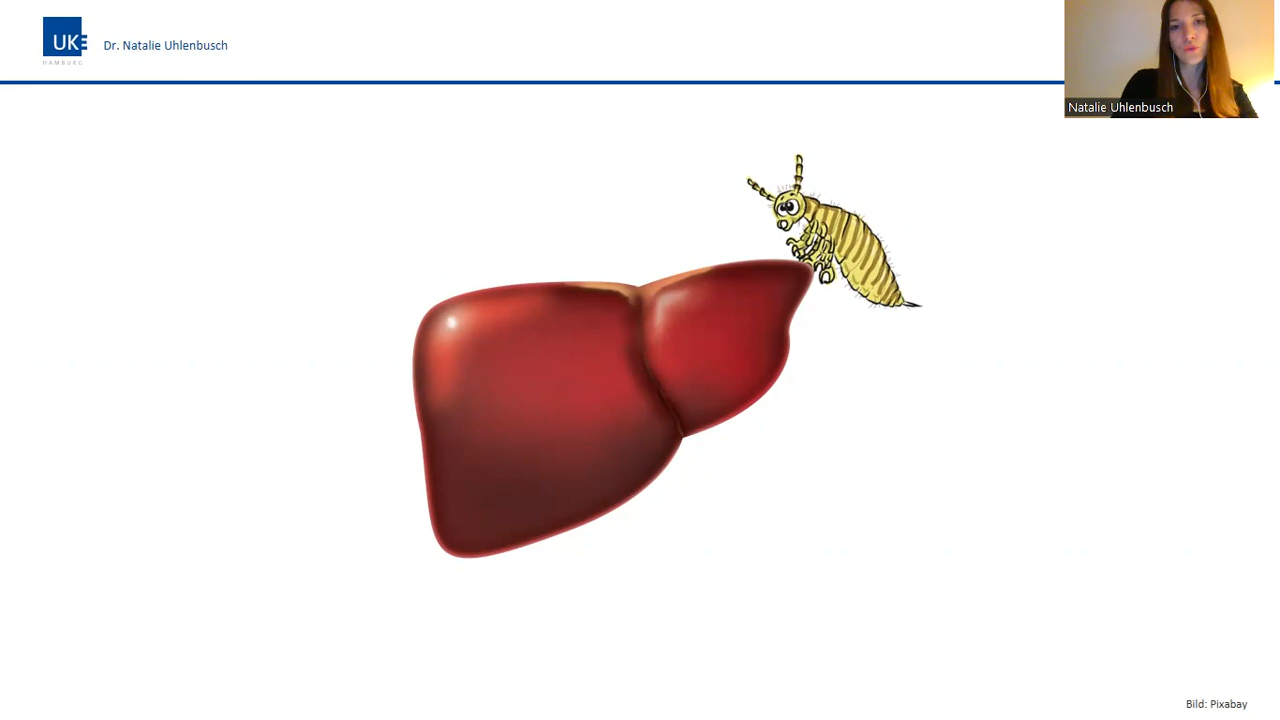 UKE
HAMBURG
Dr. Natalie Uhlenbusch
Natalie Uhlenbusch
Bild: Pixabay